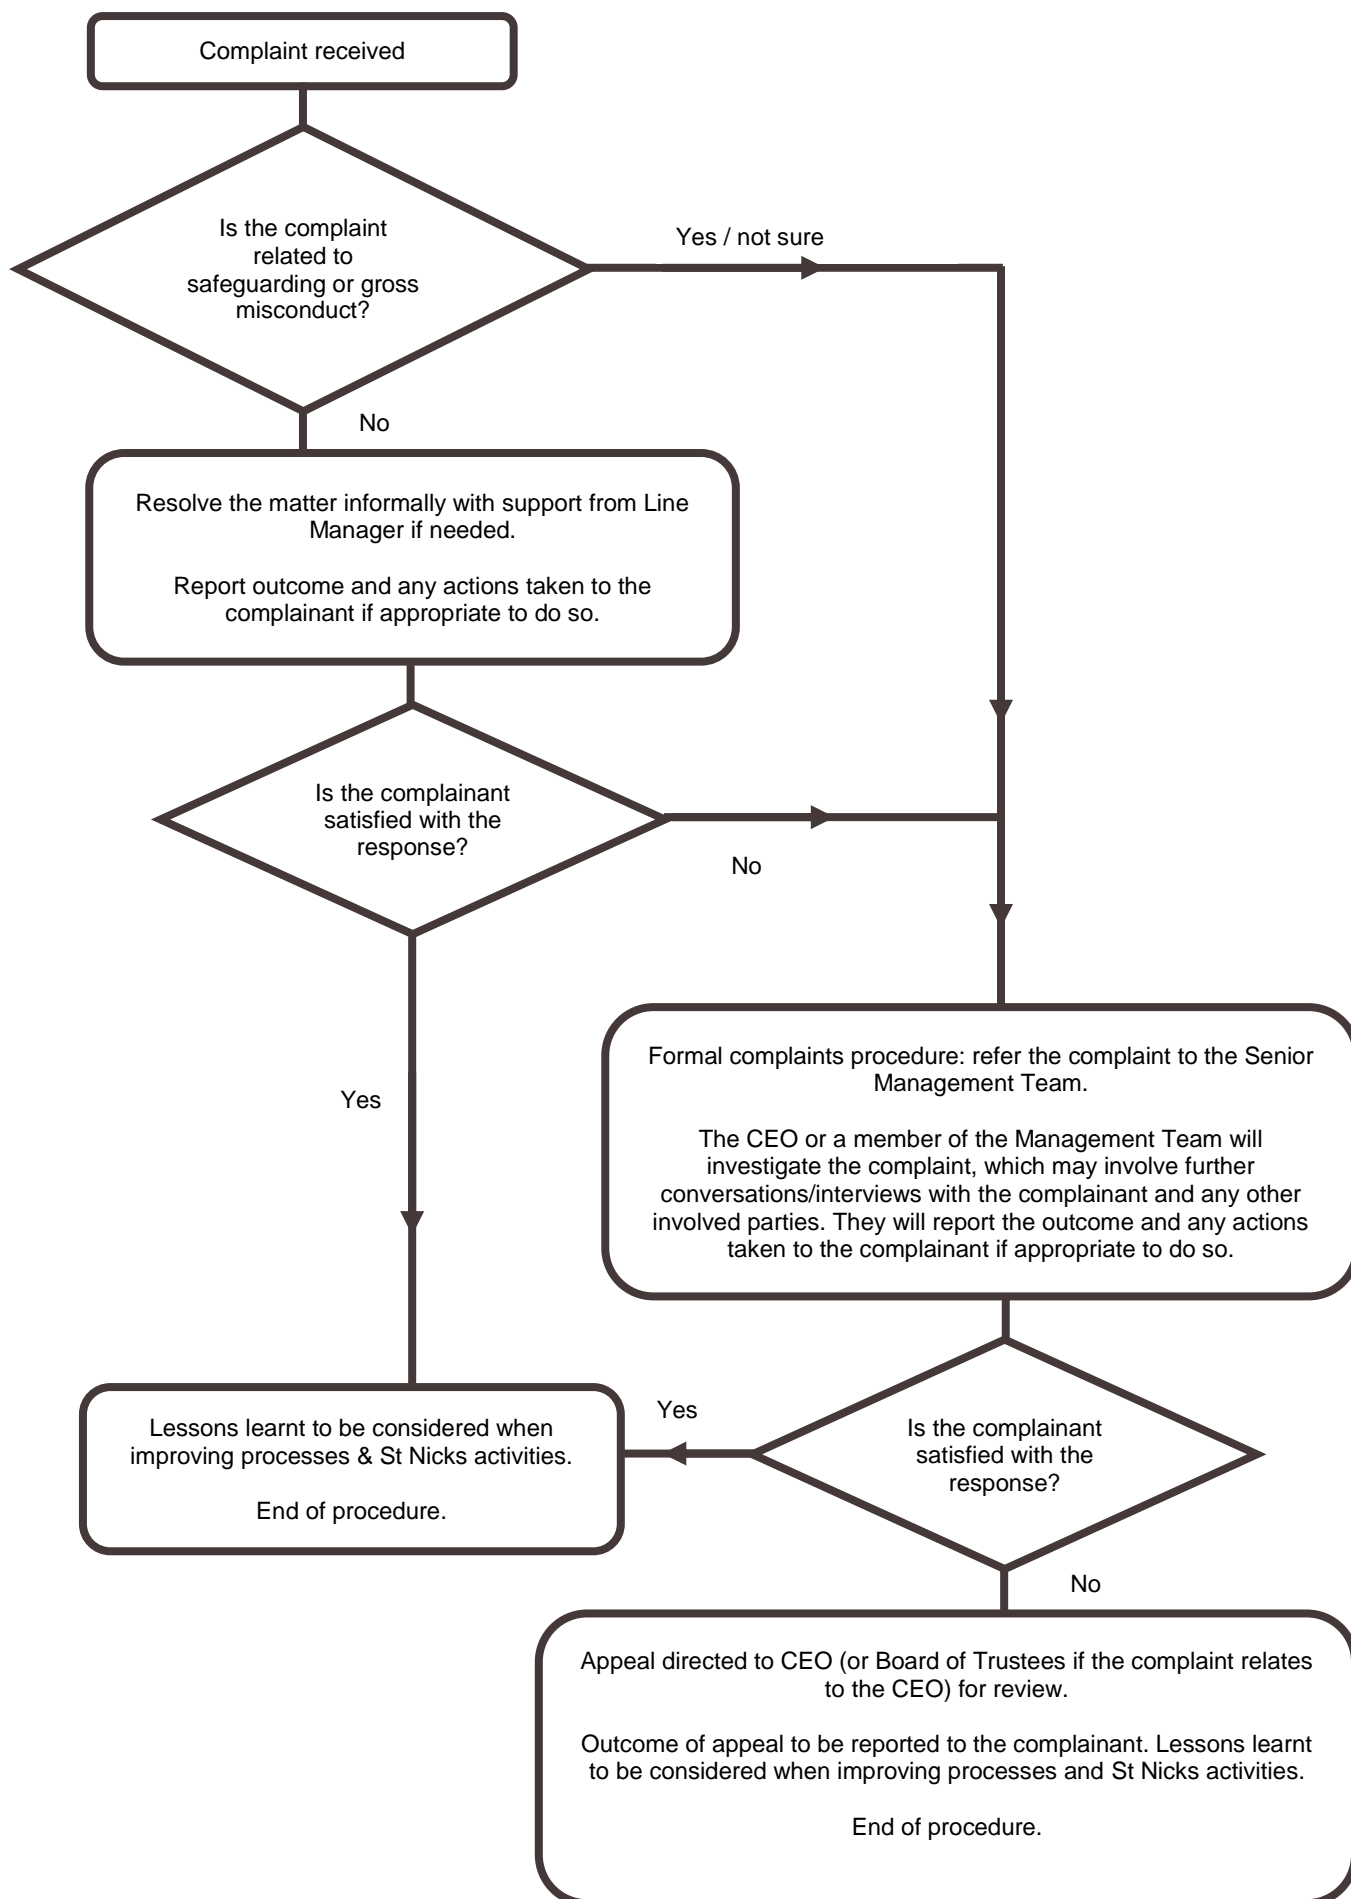 Complaint received
Is the complaint
related to
safeguarding or gross
misconduct?
Yes / not sure
No
Resolve the matter informally with support from Line
Manager if needed.
Report outcome and any actions taken to the
complainant if appropriate to do so.
Is the complainant
satisfied with the
response?
No
Yes
Formal complaints procedure: refer the complaint to the Senior
Management Team.
The CEO or a member of the Management Team will
investigate the complaint, which may involve further
conversations/interviews with the complainant and any other
involved parties. They will report the outcome and any actions
taken to the complainant if appropriate to do so.
Lessons learnt to be considered when
improving processes & St Nicks activities.
End of procedure.
Yes
Is the complainant
satisfied with the
response?
No
Appeal directed to CEO (or Board of Trustees if the complaint relates
to the CEO) for review.
Outcome of appeal to be reported to the complainant. Lessons learnt
to be considered when improving processes and St Nicks activities.
End of procedure.